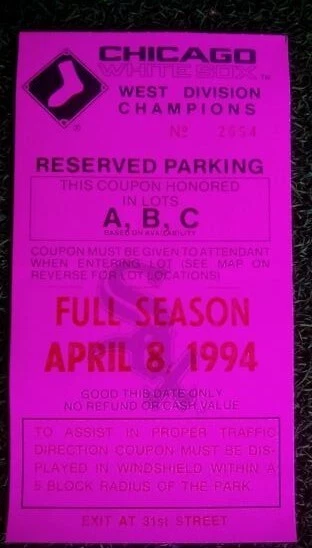 CHICAGO
WHITE SOX TM
WEST DIVISION
CHAMPIONS
®
№ 2654
RESERVED PARKING
THIS COUPON HONORED
IN LOTS
A, B, C
BASED ON AVAILABILITY
COUPON MUST BE GIVEN TO ATTENDANT
WHEN ENTERING LOT (SEE MAP ON
REVERSE FOR LOT LOCATIONS)
FULL SEASON
APRIL 8, 1994
GOOD THIS DATE ONLY
NO REFUND OR CASH VALUE
TO ASSIST IN PROPER TRAFFIC
DIRECTION COUPON MUST BE DIS-
PLAYED IN WINDSHIELD WITHIN A
5 BLOCK RADIUS OF THE PARK.
EXIT AT 31ST STREET